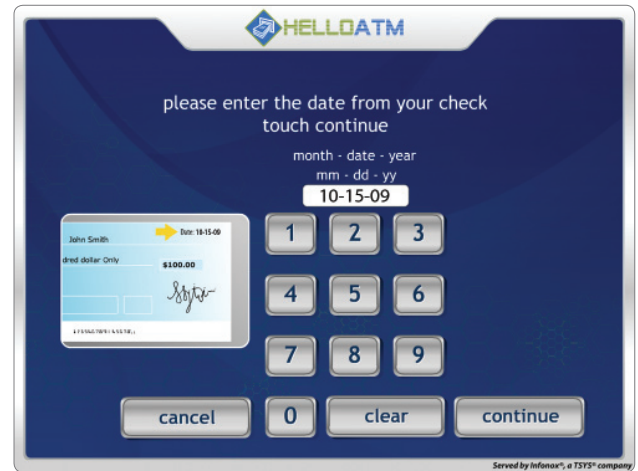 HELLOATM
please enter the date from your check
touch continue
month - date - year
mm - dd - yy
10-15-09
Date: 10-15-09
John Smith
dred dollar Only
$100.00
1 2 3
4 5 6
7 8 9
cancel 0 clear continue
Served by Infonox®, a TSYS® company